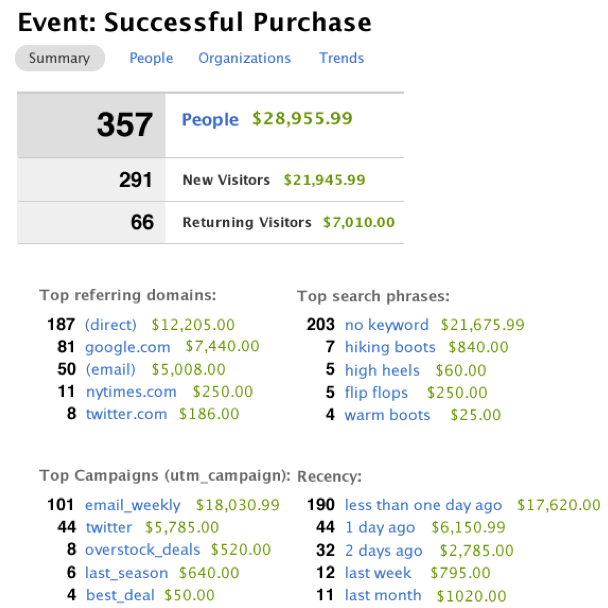 Event: Successful Purchase
Summary People Organizations Trends
357 People $28,955.99
291 New Visitors $21,945.99
66 Returning Visitors $7,010.00
Top referring domains:
187 (direct) $12,205.00
81 google.com $7,440.00
50 (email) $5,008.00
11 nytimes.com $250.00
8 twitter.com $186.00
Top search phrases:
203 no keyword $21,675.99
7 hiking boots $840.00
5 high heels $60.00
5 flip flops $250.00
4 warm boots $25.00
Top Campaigns (utm_campaign):
101 email_weekly $18,030.99
44 twitter $5,785.00
8 overstock_deals $520.00
6 last_season $640.00
4 best_deal $50.00
Recency:
190 less than one day ago $17,620.00
44 1 day ago $6,150.99
32 2 days ago $2,785.00
12 last week $795.00
11 last month $1020.00